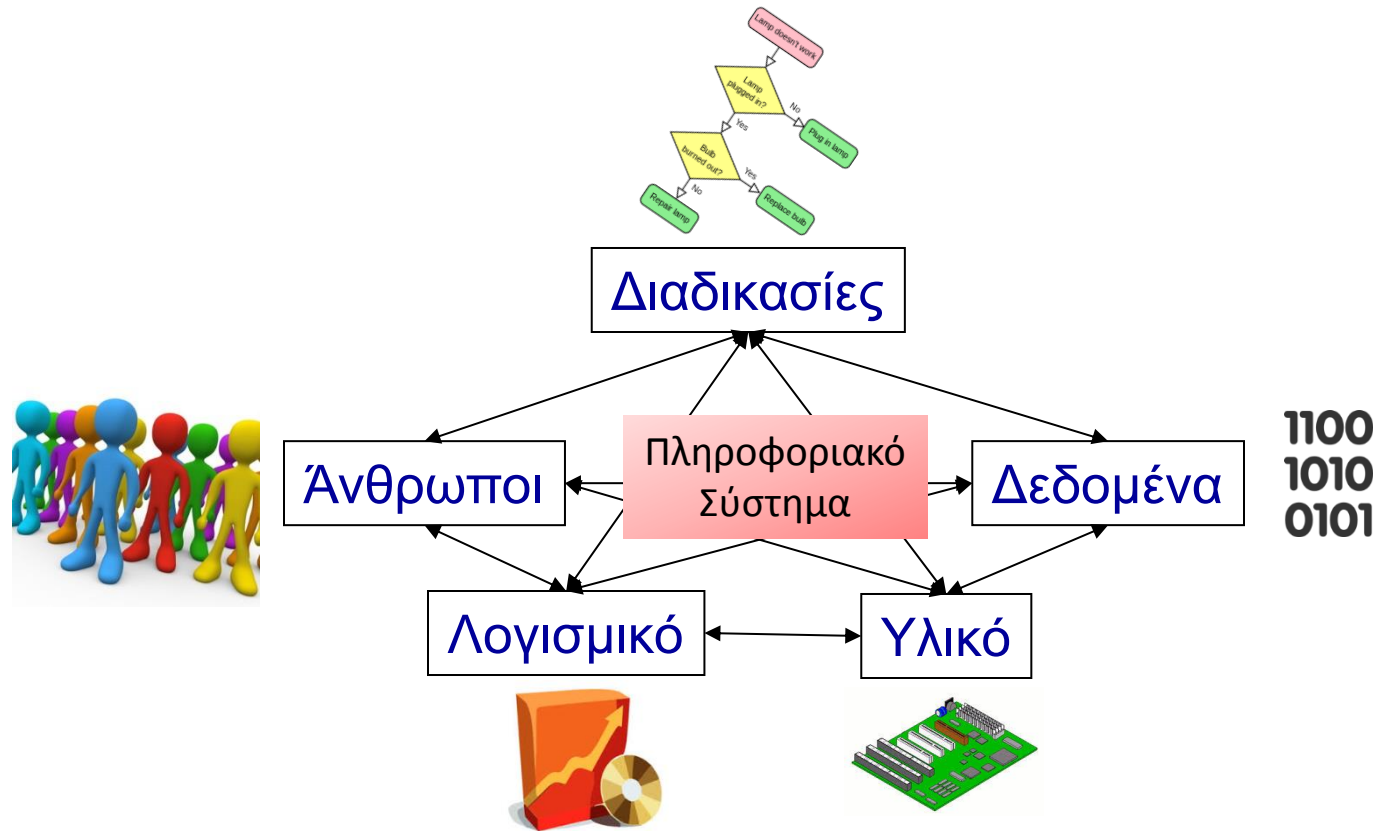 Lamp doesn't work
Lamp
plugged in?
No
Yes
Plug in lamp
Bulb
burned out?
Yes
No
Replace bulb
Repair lamp
Διαδικασίες
Πληροφοριακό
Σύστημα
Άνθρωποι
Δεδομένα
1100
1010
0101
Λογισμικό
Υλικό